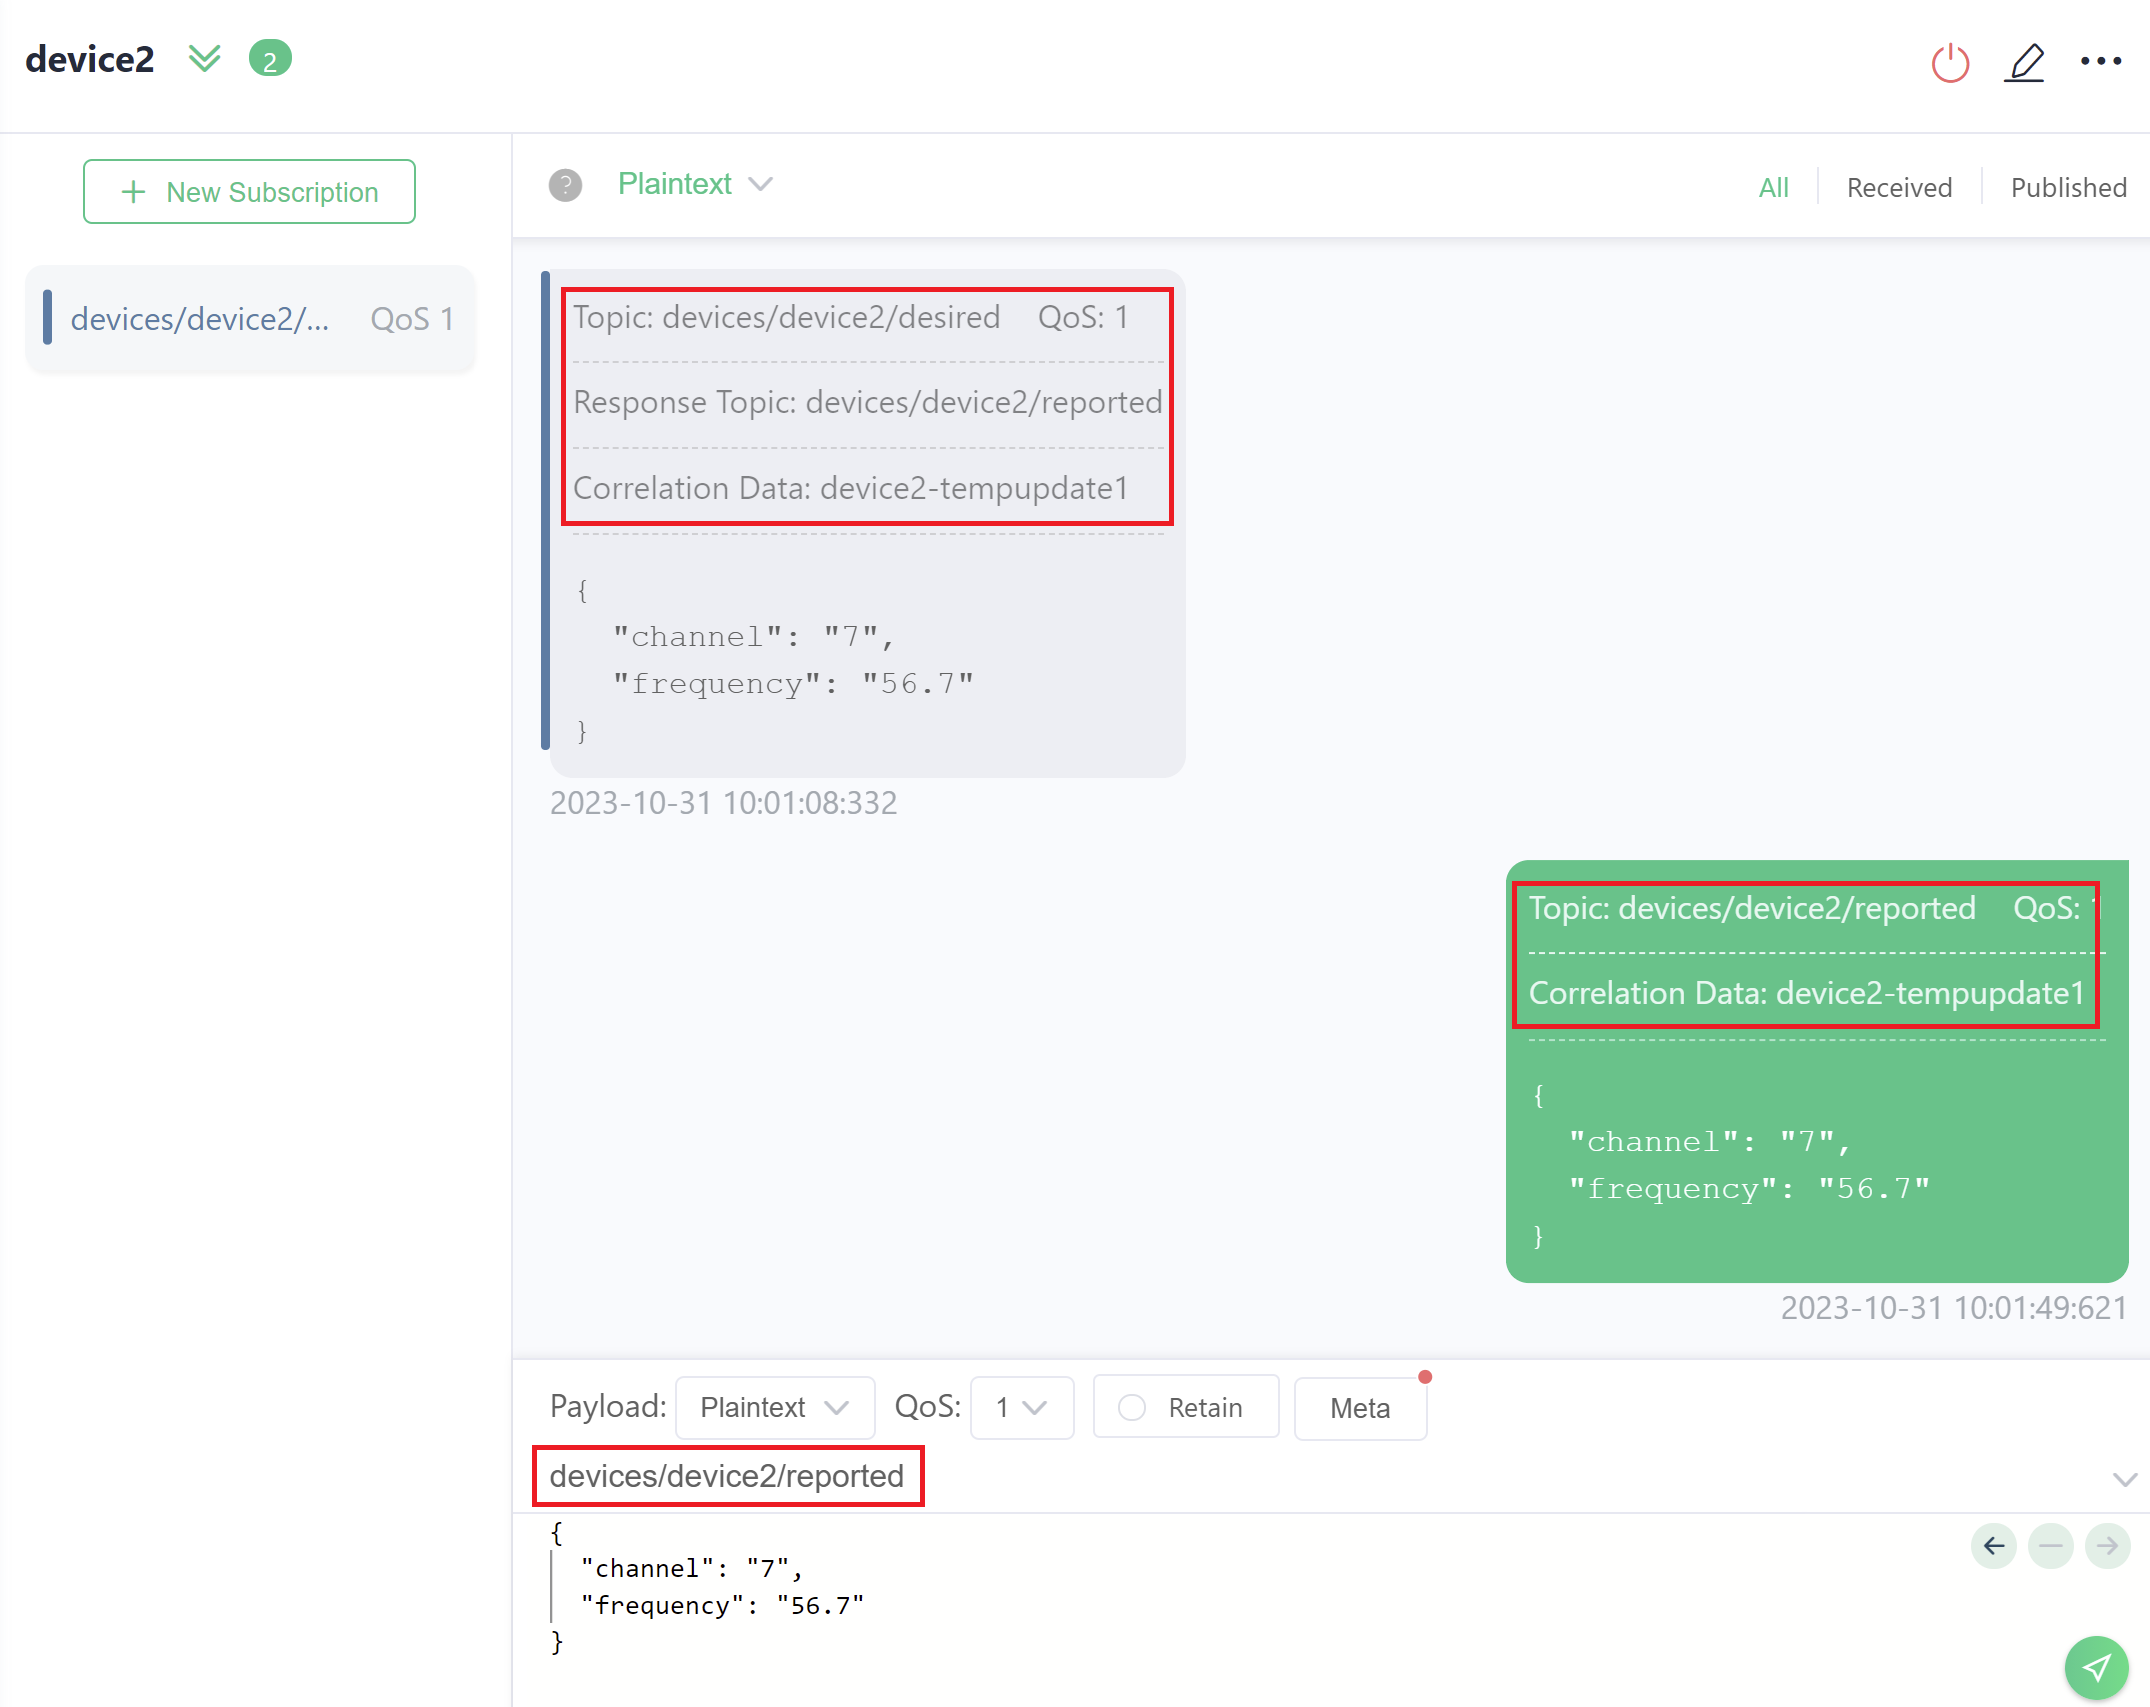 device2 2
+ New Subscription
devices/device2/... QoS 1
? Plaintext
All Received Published
Topic: devices/device2/desired QoS: 1
Response Topic: devices/device2/reported
Correlation Data: device2-tempupdate1
{
"channel": "7",
"frequency": "56.7"
}
2023-10-31 10:01:08:332
Topic: devices/device2/reported QoS: 1
Correlation Data: device2-tempupdate1
{
"channel": "7",
"frequency": "56.7"
}
2023-10-31 10:01:49:621
Payload: Plaintext QoS: 1 Retain Meta
devices/device2/reported
{
"channel": "7",
"frequency": "56.7"
}